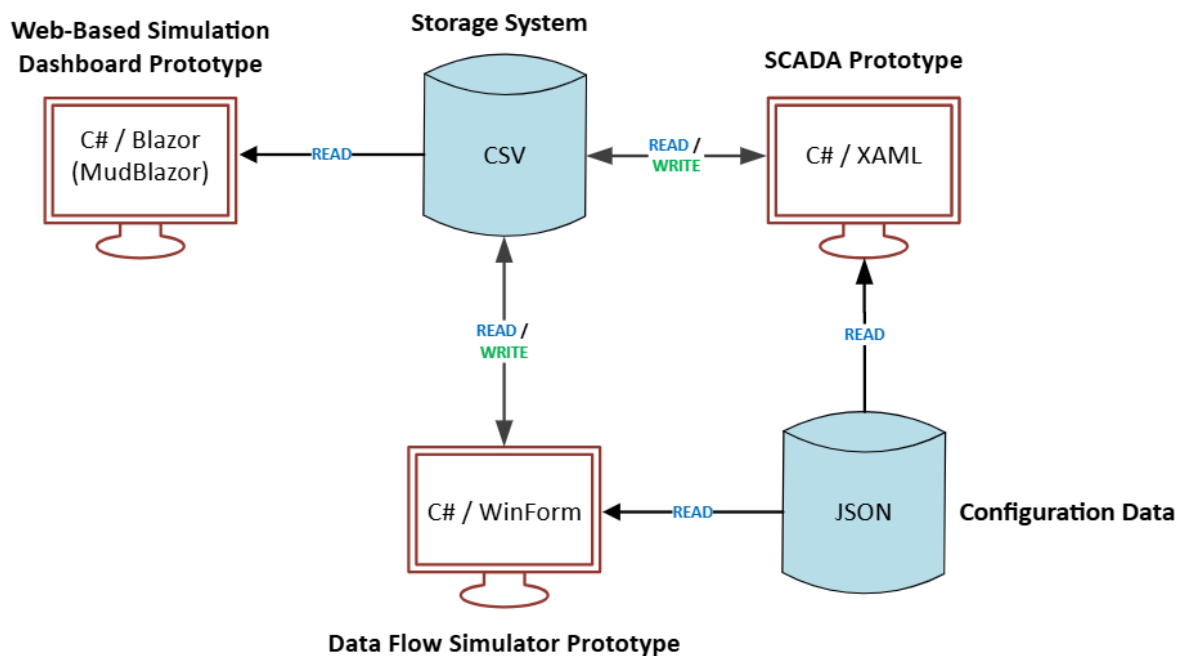 Web-Based Simulation
Dashboard Prototype
Storage System
SCADA Prototype
C# / Blazor
(MudBlazor)
READ
CSV
READ /
WRITE
C# / XAML
READ /
WRITE
READ
C# / WinForm
READ
JSON
Configuration Data
Data Flow Simulator Prototype